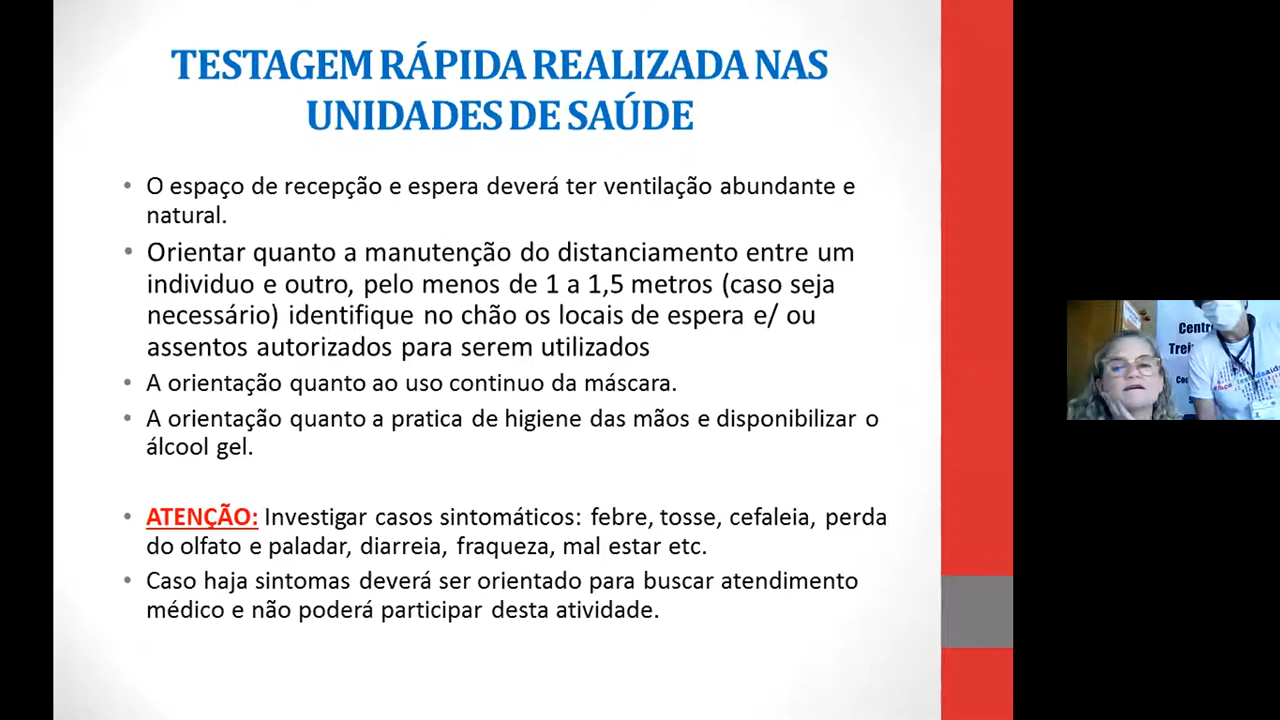 TESTAGEM RÁPIDA REALIZADA NAS
UNIDADES DE SAÚDE
• O espaço de recepção e espera deverá ter ventilação abundante e
natural.
• Orientar quanto a manutenção do distanciamento entre um
individuo e outro, pelo menos de 1 a 1,5 metros (caso seja
necessário) identifique no chão os locais de espera e/ ou
assentos autorizados para serem utilizados
• A orientação quanto ao uso continuo da máscara.
• A orientação quanto a pratica de higiene das mãos e disponibilizar o
álcool gel.
• ATENÇÃO: Investigar casos sintomáticos: febre, tosse, cefaleia, perda
do olfato e paladar, diarreia, fraqueza, mal estar etc.
• Caso haja sintomas deverá ser orientado para buscar atendimento
médico e não poderá participar desta atividade.